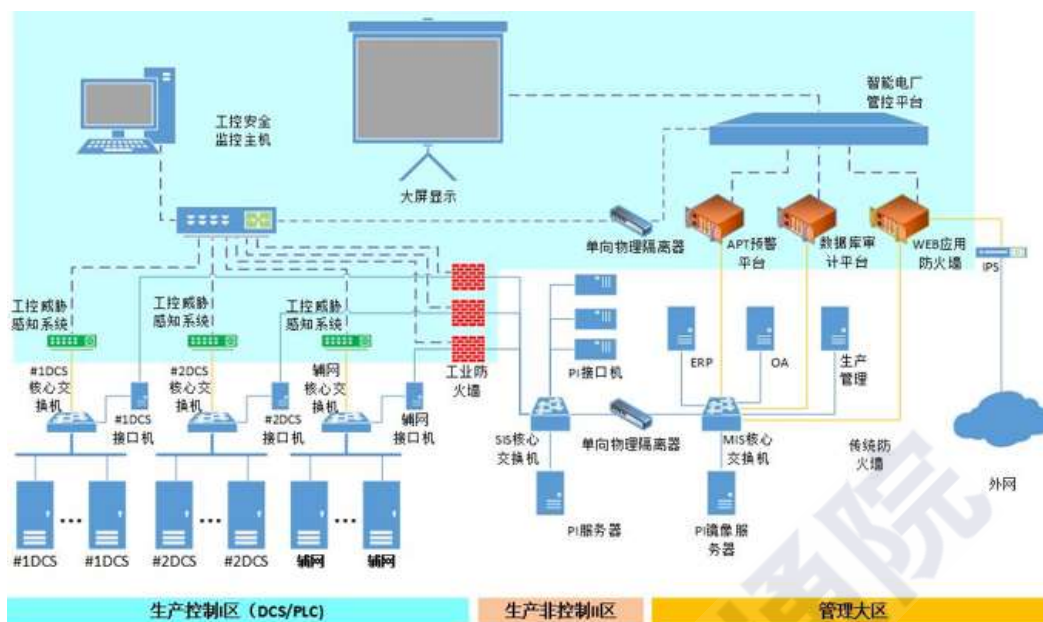 智能电厂
管控平台
工控安全
监控主机
大屏显示
单向物理隔离器
APT预警
平台
数据库审
计平台
WEB应用
防火墙
IPS
工控威胁
感知系统
工控威胁
感知系统
工控威胁
感知系统
#1DCS
核心交
换机
#1DCS
接口机
#2DCS
核心交
换机
#2DCS
接口机
辅网
核心交
换机
辅网
接口机
工业防
火墙
PI接口机
ERP
OA
生产
管理
SIS核心
交换机
单向物理隔离器
MIS核心
交换机
传统防
火墙
外网
PI服务器
PI镜像服
务器
#1DCS
...
#1DCS
#2DCS
...
#2DCS
辅网
...
辅网
生产控制I区（DCS/PLC)
生产非控制II区
管理大区
通院